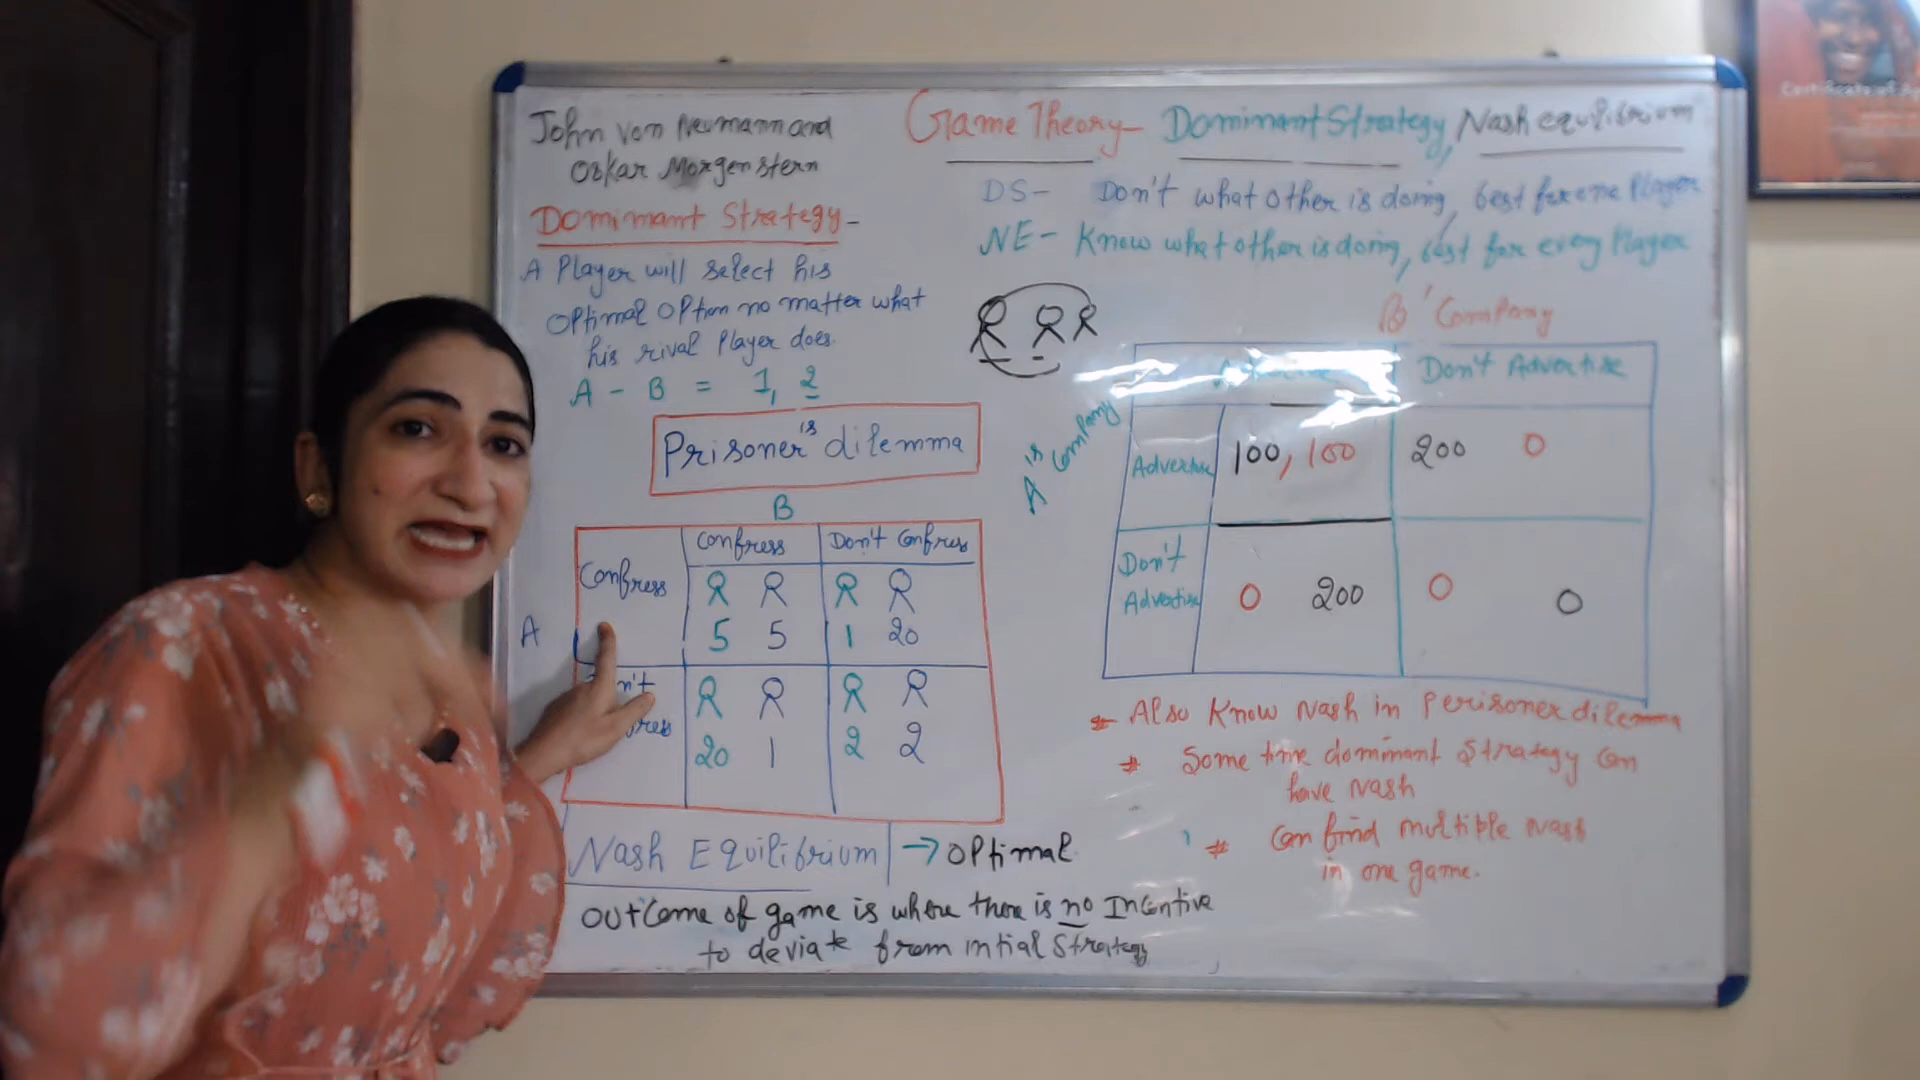 John von Neumann and
Oskar Morgenstern
Game Theory - Dominant Strategy, Nash equilibrium
DS - Don't what other is doing, best for one Player
NE - Know what other is doing, best for every Player
Dominant Strategy -
A Player will select his
optimal option no matter what
his rival Player does.
A - B = 1, 2
Prisoner's dilemma
B
Confess Don't Confess
Confess
5 5 1 20
A
20 1 2 2
B' Company
Don't Advertise
A's Company
Advertise 100, 100 200 0
Don't
Advertise 0 200 0 0
Also Know Nash in Perisoner dilemma
Some time dominant Strategy can
have Nash
Can find multible Nash
in one game.
Nash Equilibrium → optimal
outcome of game is where there is no Incentive
to deviate from intial Strategy
Certificate of